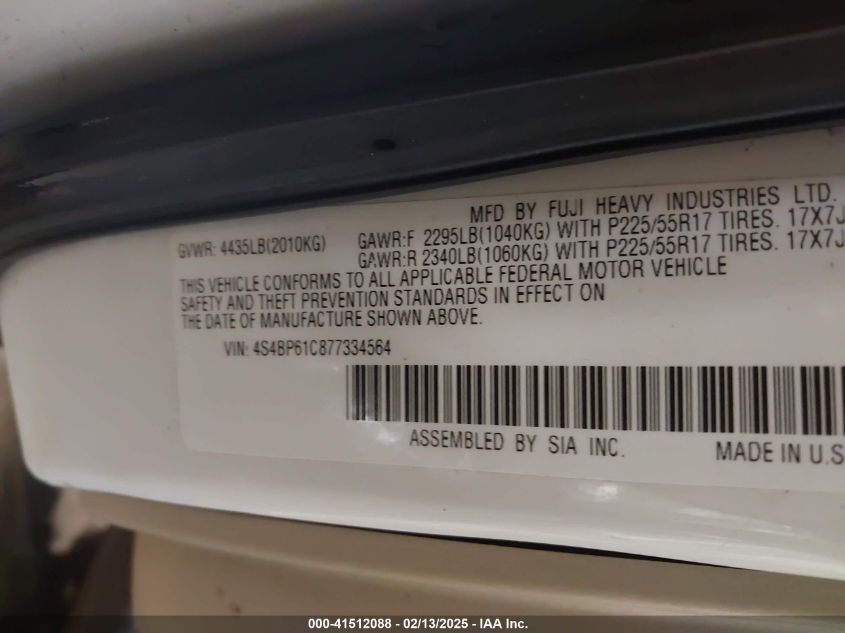 MFD BY FUJI HEAVY INDUSTRIES LTD.
GVWR: 4435LB(2010KG) GAWR:F 2295LB(1040KG) WITH P225/55R17 TIRES. 17X7J
GAWR:R 2340LB(1060KG) WITH P225/55R17 TIRES. 17X7J
THIS VEHICLE CONFORMS TO ALL APPLICABLE FEDERAL MOTOR VEHICLE
SAFETY AND THEFT PREVENTION STANDARDS IN EFFECT ON
THE DATE OF MANUFACTURE SHOWN ABOVE.
VIN: 4S4BP61C877334564
ASSEMBLED BY SIA INC. MADE IN U.S
000-41512088 - 02/13/2025 - IAA Inc.